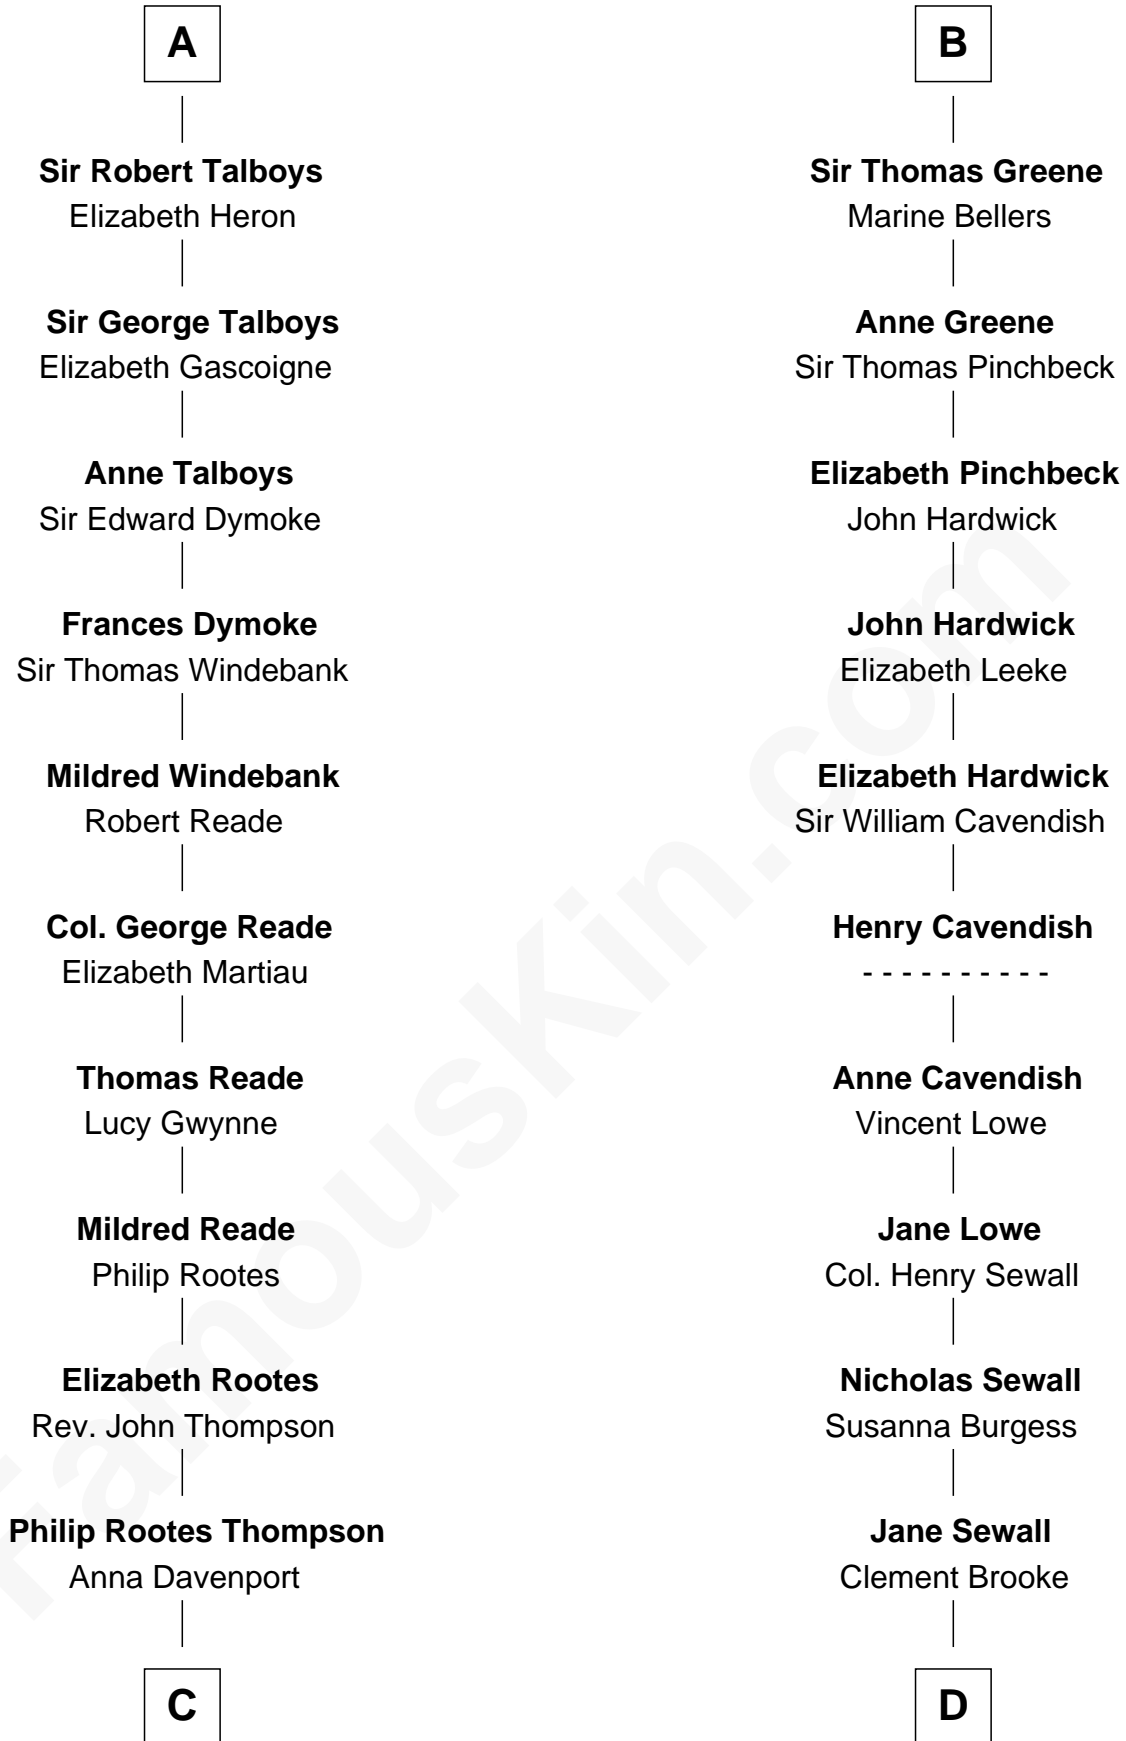 A
Sir Robert Talboys
Elizabeth Heron
Sir George Talboys
Elizabeth Gascoigne
Anne Talboys
Sir Edward Dymoke
Frances Dymoke
Sir Thomas Windebank
Mildred Windebank
Robert Reade
Col. George Reade
Elizabeth Martiau
Thomas Reade
Lucy Gwynne
Mildred Reade
Philip Rootes
Elizabeth Rootes
Rev. John Thompson
Philip Rootes Thompson
Anna Davenport
C
B
Sir Thomas Greene
Marine Bellers
Anne Greene
Sir Thomas Pinchbeck
Elizabeth Pinchbeck
John Hardwick
John Hardwick
Elizabeth Leeke
Elizabeth Hardwick
Sir William Cavendish
Henry Cavendish
- - - - - - - - - -
Anne Cavendish
Vincent Lowe
Jane Lowe
Col. Henry Sewall
Nicholas Sewall
Susanna Burgess
Jane Sewall
Clement Brooke
D
FamousKin.com